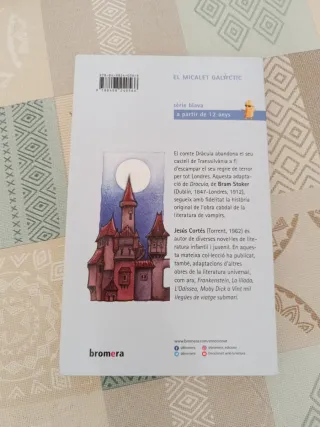 EL MICALET GALÀCTIC
sèrie blava
a partir de 12 anys
El comte Dràcula abandona el seu
castell de Transsilvània a fi
d'escampar el seu regne de terror
per tot Londres. Aquesta adapta-
ció de Dràcula, de Bram Stoker
(Dublín, 1847-Londres, 1912),
segueix amb fidelitat la història
original de l'obra cabdal de la
literatura de vampirs.
Jesús Cortés (Torrent, 1962) és
autor de diverses novel·les de lite-
ratura infantil i juvenil. En aques-
ta mateixa col·lecció ha publicat,
també, adaptacions d'altres
obres de la literatura universal,
com ara, Frankenstein, La Ilíada,
L'Odissea, Moby Dick o Vint mil
llegües de viatge submarí.
bromera